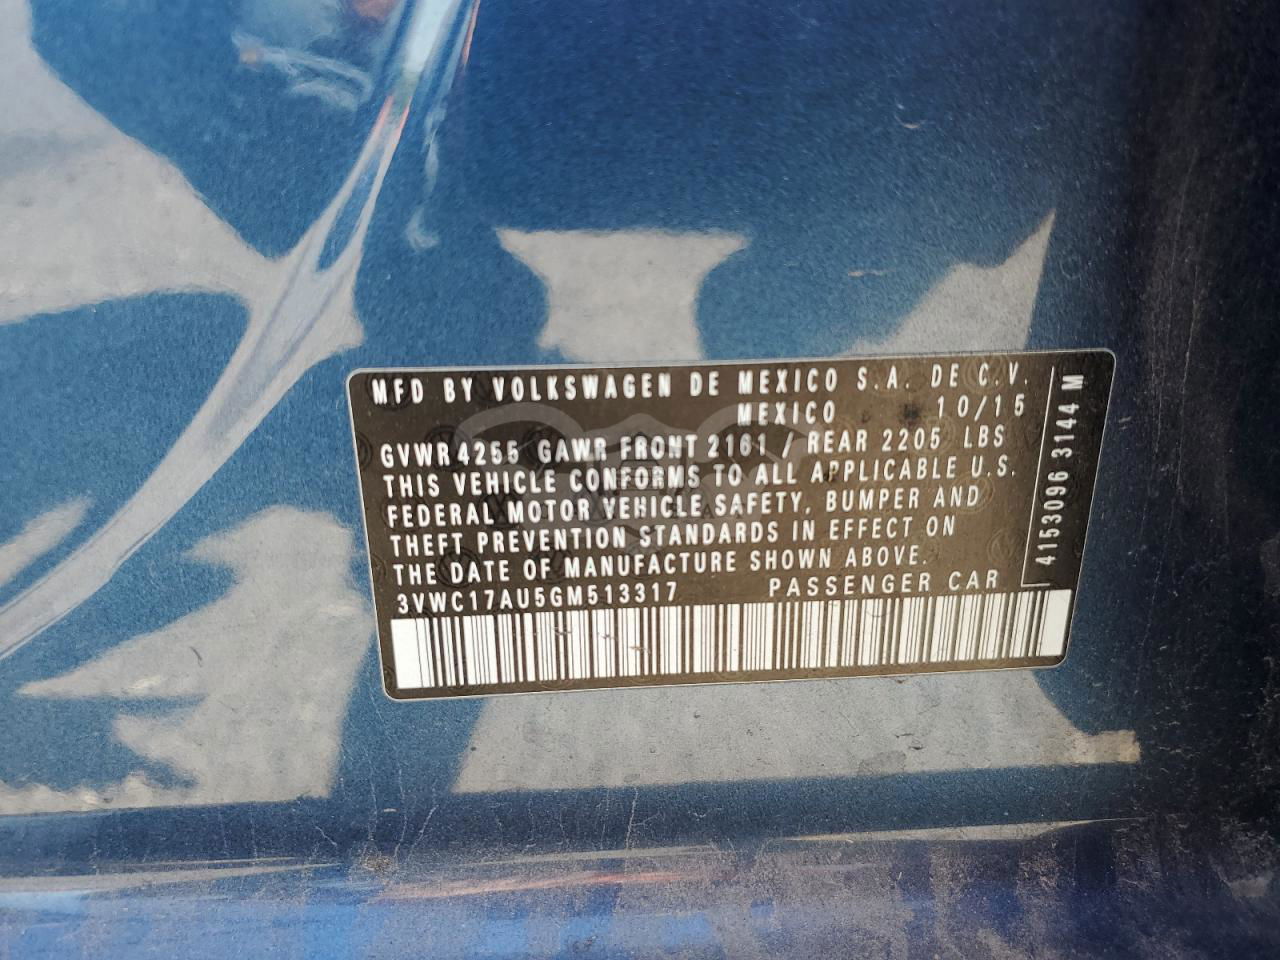 MFD BY VOLKSWAGEN DE MEXICO S.A. DE C.V.
MEXICO 10/15
GVWR 4255 GAWR FRONT 2161 / REAR 2205 LBS
THIS VEHICLE CONFORMS TO ALL APPLICABLE U.S.
FEDERAL MOTOR VEHICLE SAFETY, BUMPER AND
THEFT PREVENTION STANDARDS IN EFFECT ON
THE DATE OF MANUFACTURE SHOWN ABOVE.
3VWC17AU5GM513317 PASSENGER CAR
4153096 3144 M